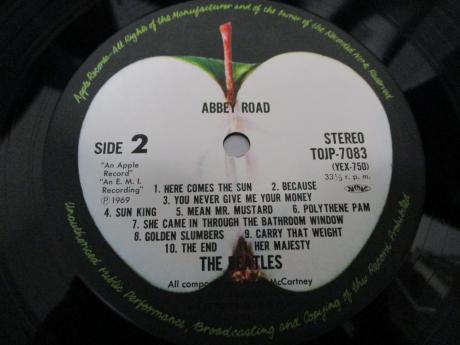 Apple Records-All Rights of the Manufacturer and of the Owner of the Recorded Work Reserved
ABBEY ROAD
SIDE 2
STEREO
TOJP-7083
(YEX-750)
33⅓ r. p. m.
"An Apple
Record"
"An E. M. I.
Recording"
Ⓟ 1969
1. HERE COMES THE SUN 2. BECAUSE
3. YOU NEVER GIVE ME YOUR MONEY
4. SUN KING 5. MEAN MR. MUSTARD 6. POLYTHENE PAM
7. SHE CAME IN THROUGH THE BATHROOM WINDOW
8. GOLDEN SLUMBERS 9. CARRY THAT WEIGHT
10. THE END HER MAJESTY
THE BEATLES
All McCartney
Unauthorised Public Performance, Broadcasting and Copying of this Record Prohibited